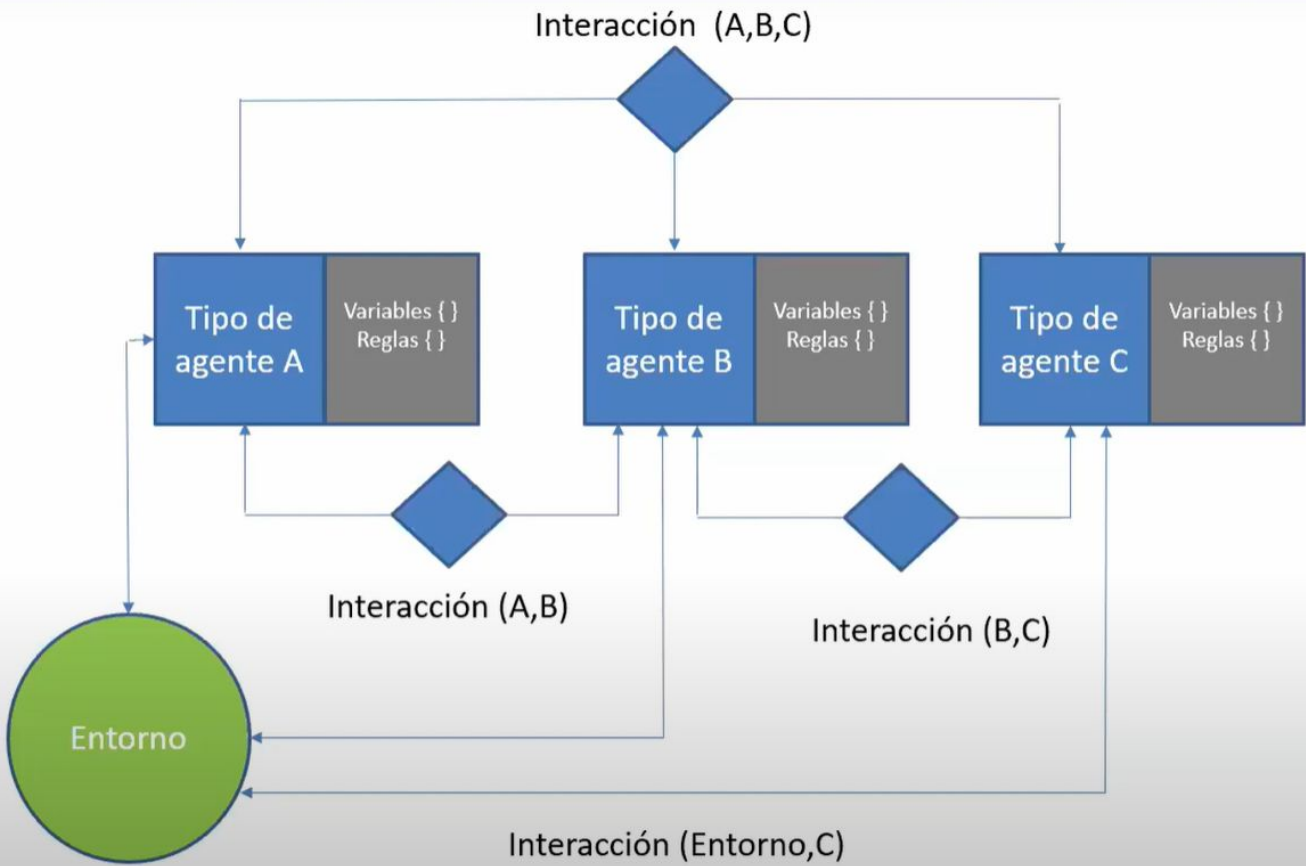 Interacción (A,B,C)
Tipo de
agente A
Variables { }
Reglas { }
Tipo de
agente B
Variables { }
Reglas { }
Tipo de
agente C
Variables { }
Reglas { }
Interacción (A,B)
Interacción (B,C)
Entorno
Interacción (Entorno,C)